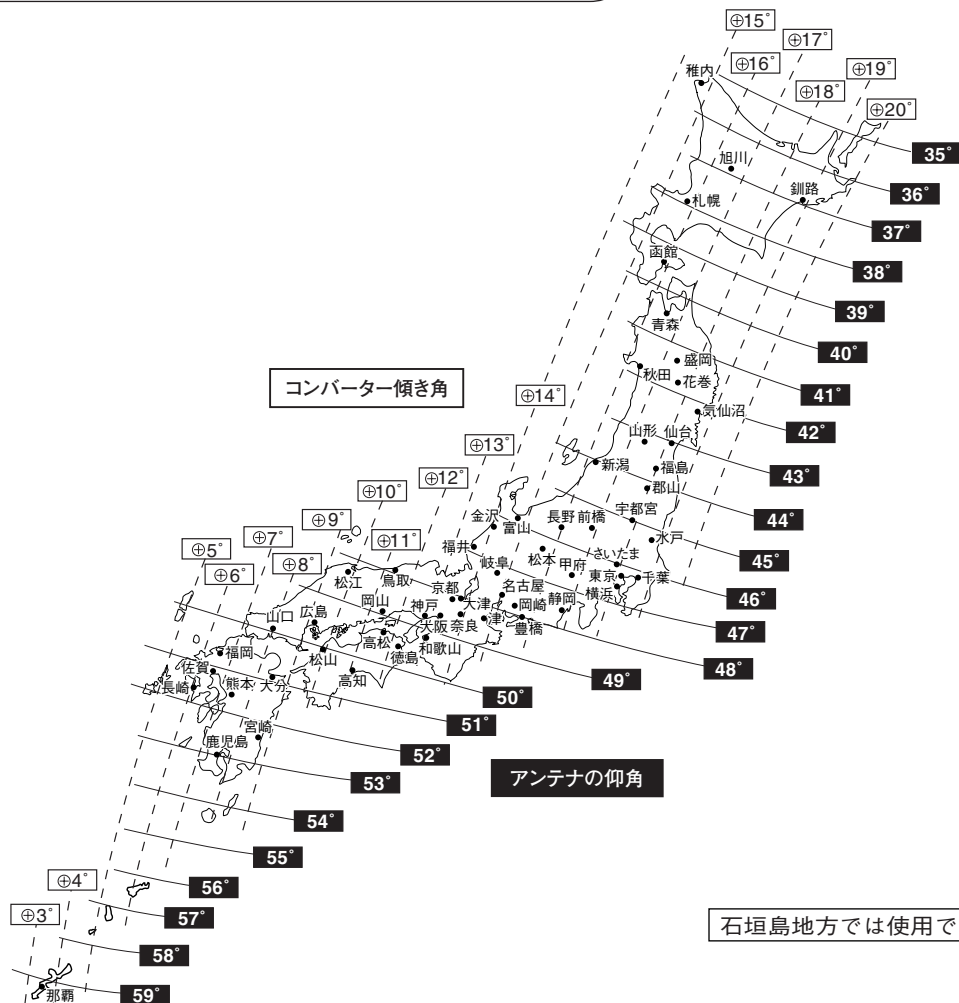 ⊕15°
⊕17°
⊕16°
⊕19°
稚内
⊕18°
⊕20°
35°
旭川
釧路
36°
札幌
37°
函館
38°
39°
青森
40°
盛岡
秋田
花巻
コンバーター傾き角
41°
⊕14°
気仙沼
42°
山形 仙台
⊕13°
新潟
福島
43°
⊕12°
郡山
⊕10°
宇都宮
44°
金沢
富山
長野 前橋
⊕9°
水戸
⊕7°
⊕11°
福井
松本
さいたま
45°
⊕5°
⊕8°
岐阜
甲府
東京
千葉
⊕6°
松江
鳥取
京都
名古屋
横浜
46°
岡山
神戸
大津
岡崎
静岡
山口
広島
大阪 奈良
津
豊橋
47°
高松
和歌山
福岡
松山
徳島
48°
佐賀
高知
49°
長崎
熊本
大分
50°
51°
宮崎
鹿児島
52°
アンテナの仰角
53°
54°
55°
⊕4°
56°
⊕3°
57°
石垣島地方では使用で
58°
那覇
59°